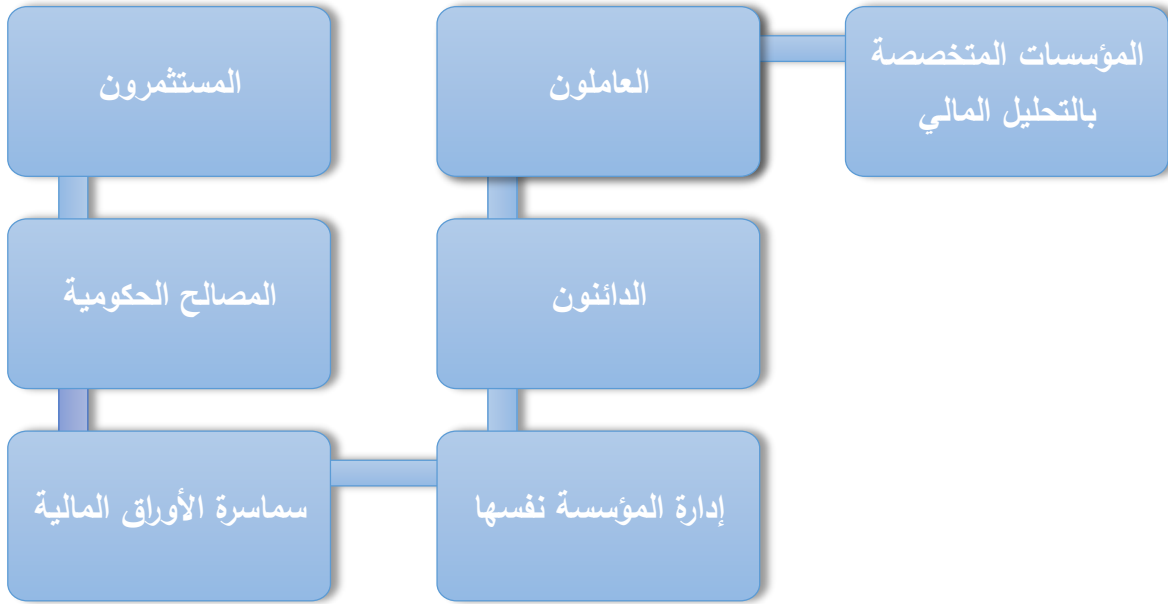 المستثمرون
المصالح الحكومية
سماسرة الأوراق المالية
إدارة المؤسسة نفسها
الدائنون
العاملون
المؤسسات المتخصصة
بالتحليل المالي